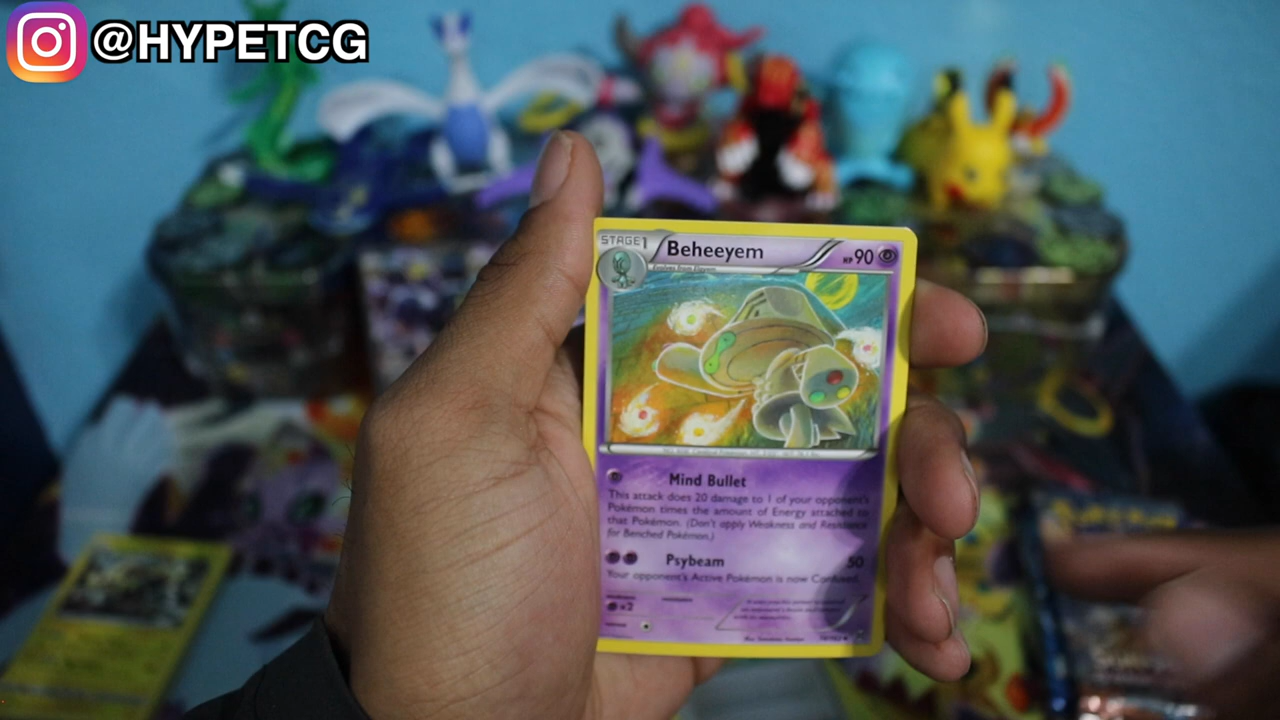 @HYPETCG
STAGE1
Beheeyem
HP90
Mind Bullet
This attack does 20 damage to 1 of your opponent's
Pokémon times the amount of Energy attached to
that Pokémon. (Don't apply Weakness and Resistance
for Benched Pokémon.)
Psybeam 50
Your opponent's Active Pokémon is now Confused.
×2